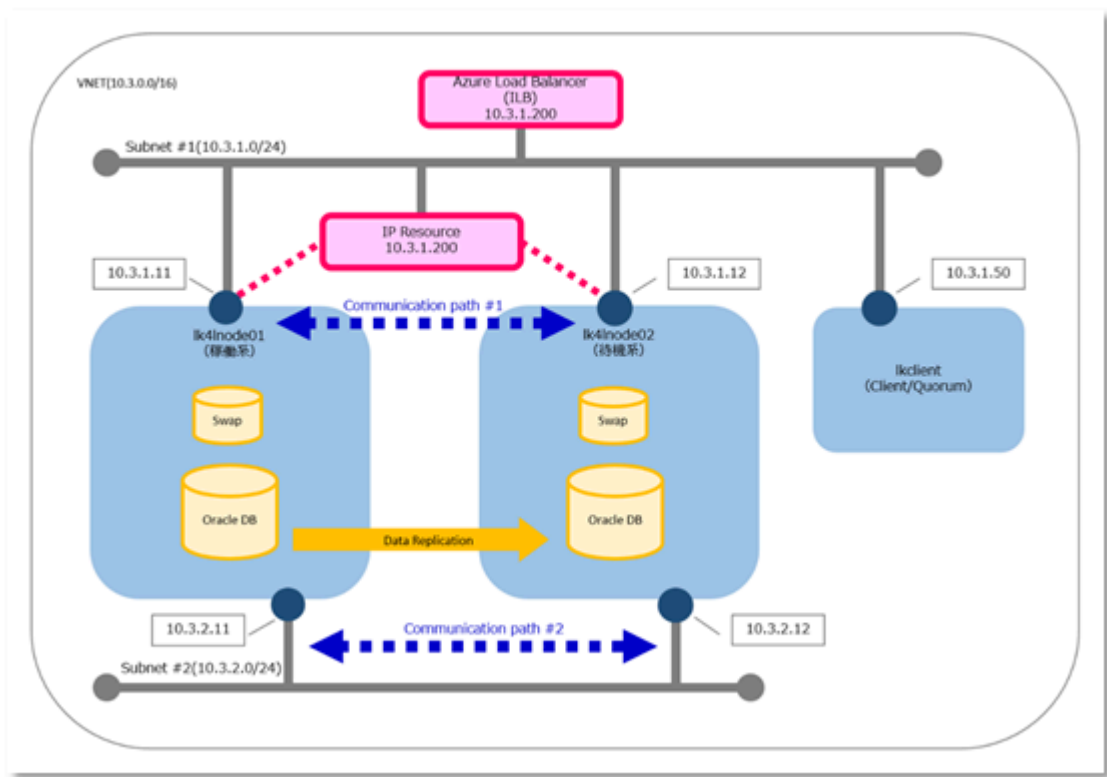 VNET(10.3.0.0/16)
Azure Load Balancer
(ILB)
10.3.1.200
Subnet #1(10.3.1.0/24)
IP Resource
10.3.1.200
10.3.1.11
10.3.1.12
10.3.1.50
Communication path #1
lk4lnode01
(稼働系)
lk4lnode02
(待機系)
lkclient
(Client/Quorum)
Swap
Swap
Oracle DB
Oracle DB
Data Replication
10.3.2.11
Communication path #2
10.3.2.12
Subnet #2(10.3.2.0/24)